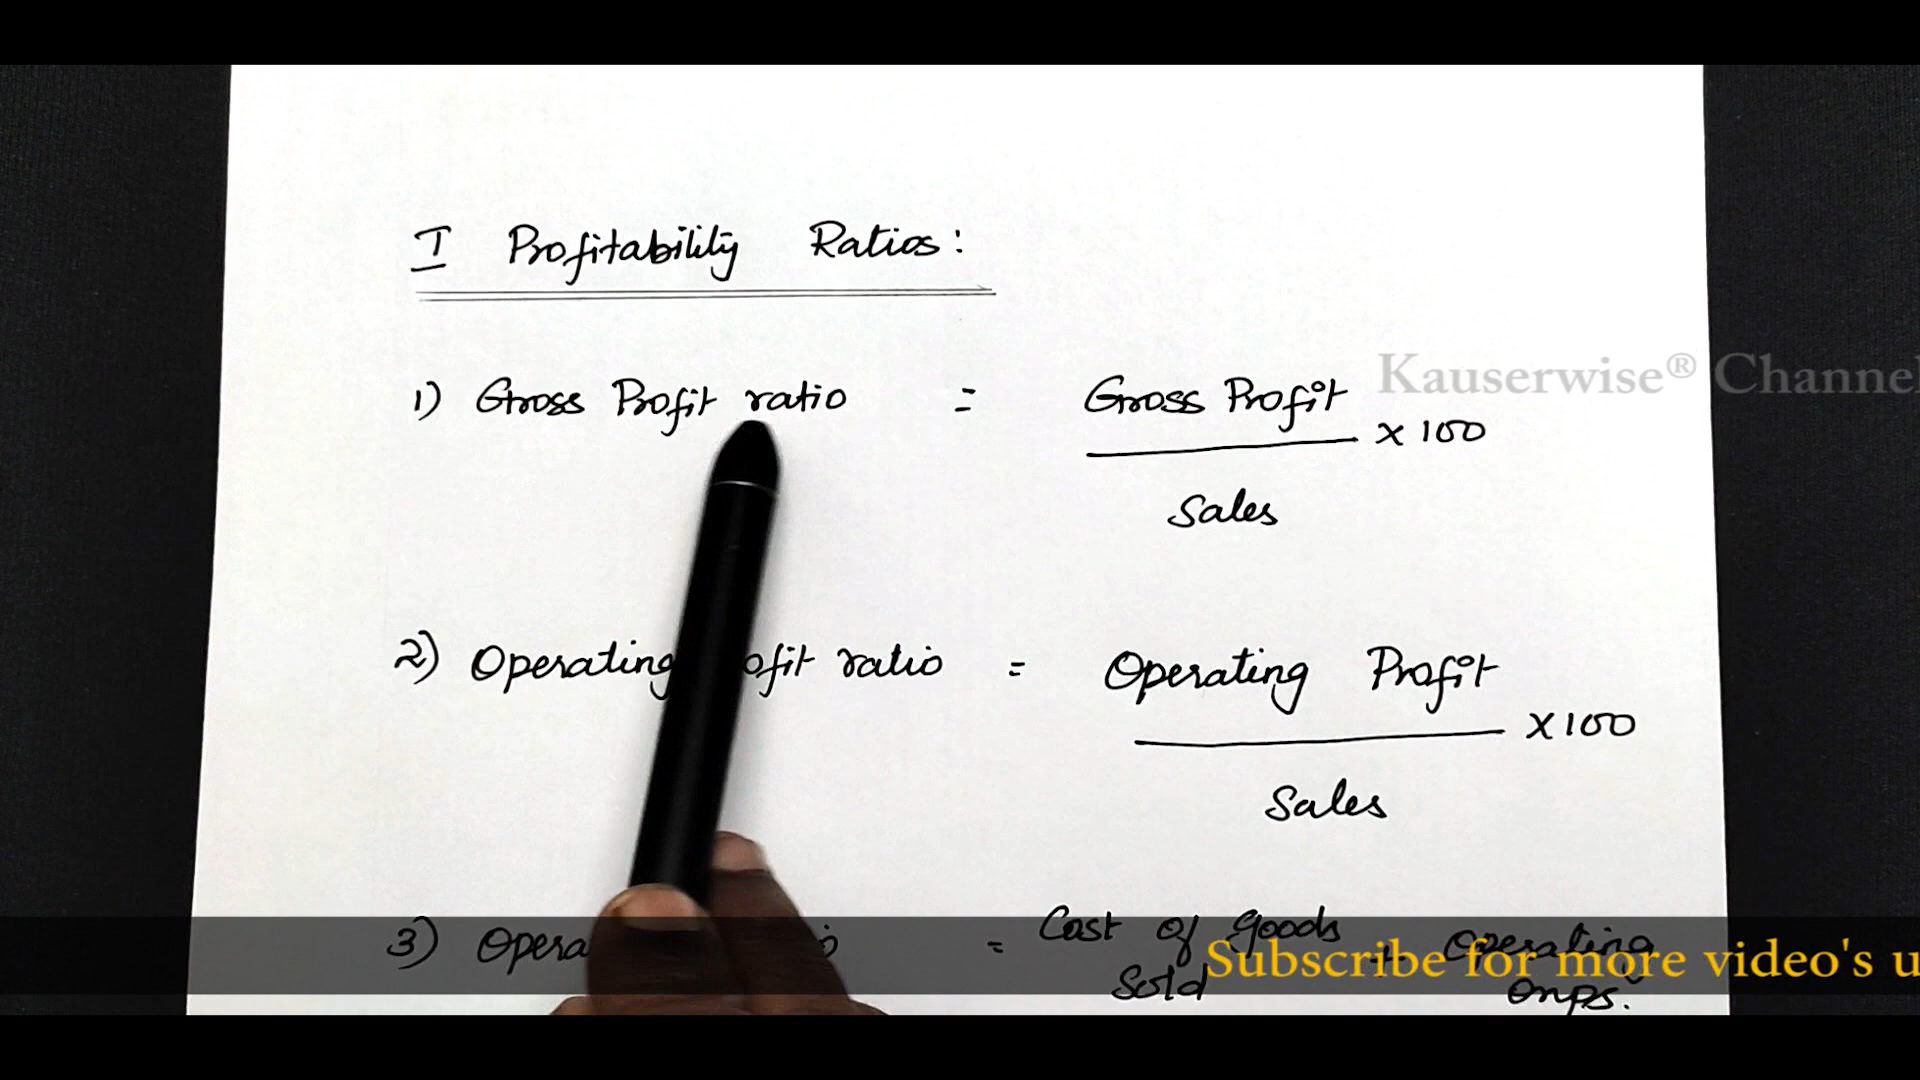 I Profitability Ratios:
Kauserwise® Channel
1) Gross Profit ratio = Gross Profit
x 100
Sales
2) Operating ofit ratio = Operating Profit
x 100
Sales
3) Opera o = Cost of Goods + Operating
Sold
Subscribe for more video's u